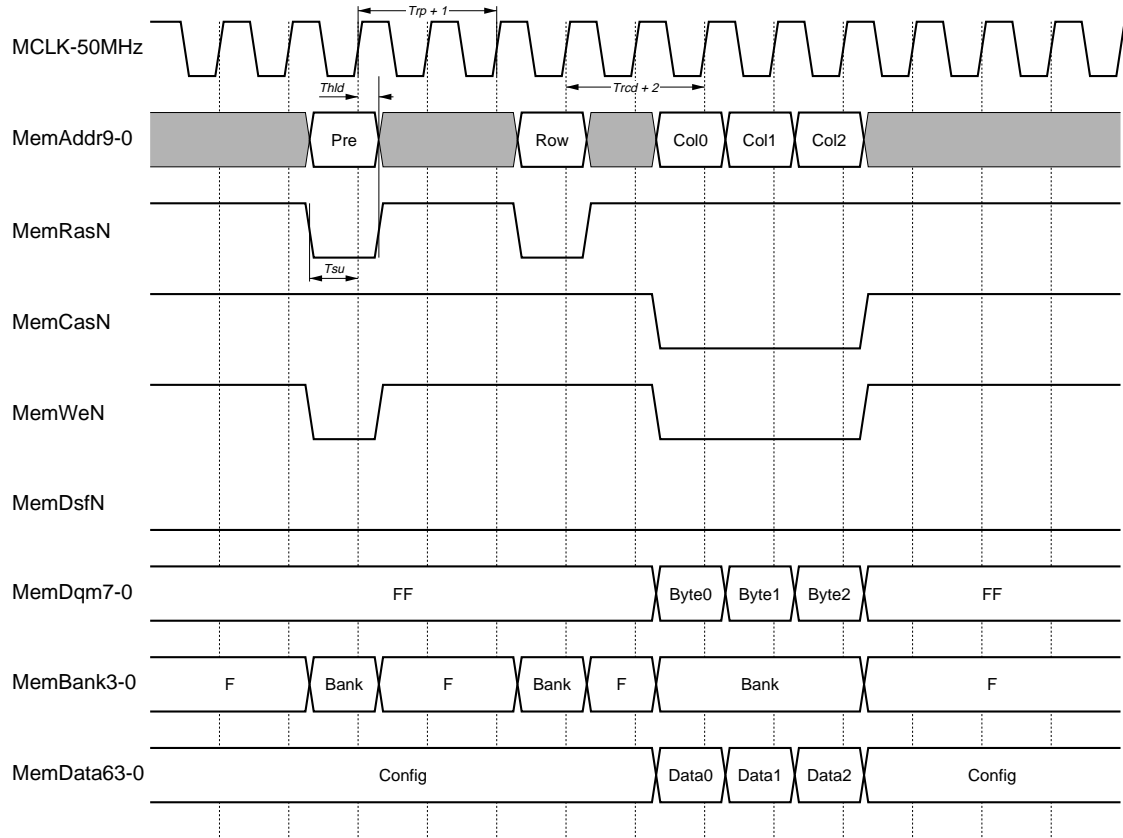 Trp + 1
MCLK-50MHz
Thld
Trcd + 2
MemAddr9-0
Pre Row Col0 Col1 Col2
MemRasN
Tsu
MemCasN
MemWeN
MemDsfN
MemDqm7-0
FF Byte0 Byte1 Byte2 FF
MemBank3-0
F Bank F Bank F Bank F
MemData63-0
Config Data0 Data1 Data2 Config